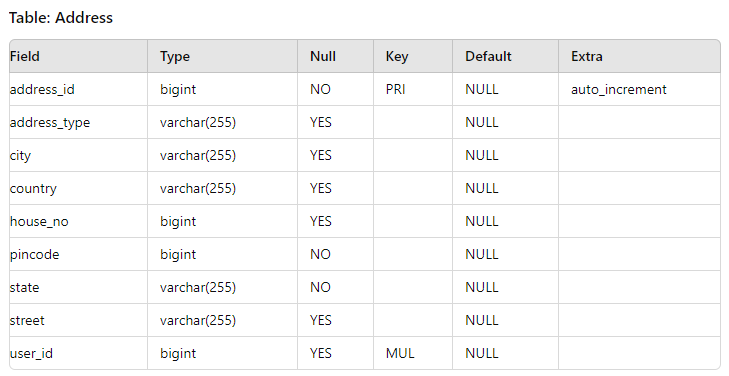 Table: Address
Field Type Null Key Default Extra
address_id bigint NO PRI NULL auto_increment
address_type varchar(255) YES NULL
city varchar(255) YES NULL
country varchar(255) YES NULL
house_no bigint YES NULL
pincode bigint NO NULL
state varchar(255) NO NULL
street varchar(255) YES NULL
user_id bigint YES MUL NULL